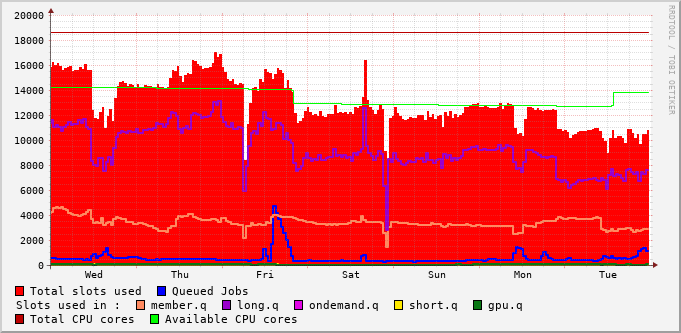 RRDTOOL / TOBI OETIKER
20000
18000
16000
14000
12000
10000
8000
6000
4000
2000
0
Wed Thu Fri Sat Sun Mon Tue
Total slots used Queued Jobs
Slots used in : member.q long.q ondemand.q short.q gpu.q
Total CPU cores Available CPU cores